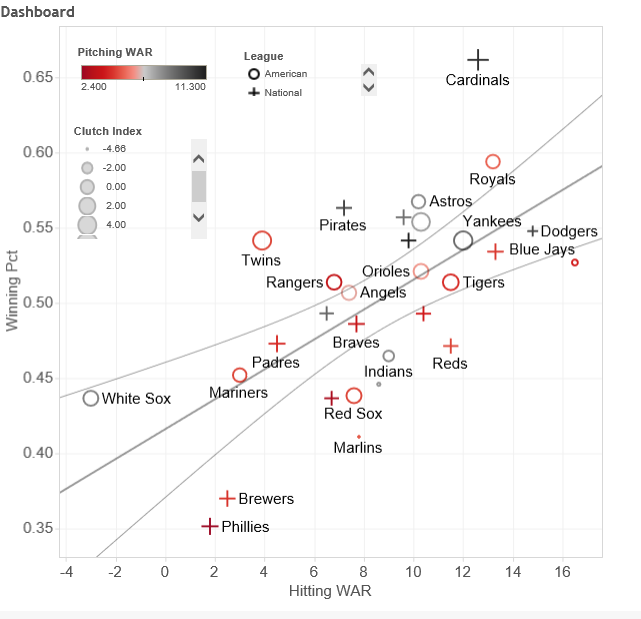 Dashboard
Pitching WAR
2.400 11.300
League
American
National
Clutch Index
-4.66
-2.00
0.00
2.00
4.00
Winning Pct
0.65
0.60
0.55
0.50
0.45
0.40
0.35
Cardinals
Royals
Astros
Pirates
Yankees
Dodgers
Twins
Blue Jays
Orioles
Rangers
Tigers
Angels
Braves
Padres
Reds
Indians
Mariners
White Sox
Red Sox
Marlins
Brewers
Phillies
-4 -2 0 2 4 6 8 10 12 14 16
Hitting WAR